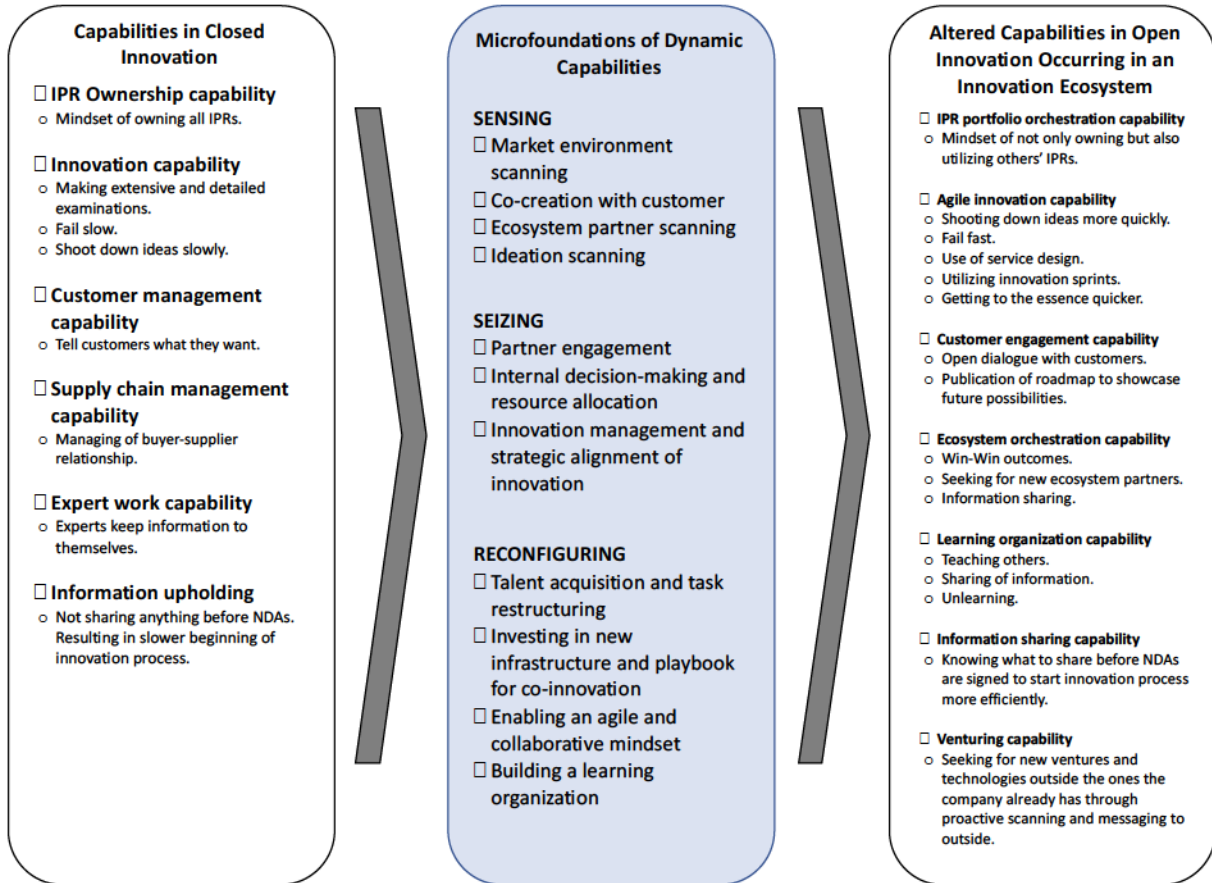 Capabilities in Closed
Innovation
□ IPR Ownership capability
o Mindset of owning all IPRs.
□ Innovation capability
o Making extensive and detailed
examinations.
o Fail slow.
o Shoot down ideas slowly.
□ Customer management
capability
o Tell customers what they want.
□ Supply chain management
capability
o Managing of buyer-supplier
relationship.
□ Expert work capability
o Experts keep information to
themselves.
□ Information upholding
o Not sharing anything before NDAs.
Resulting in slower beginning of
innovation process.
Microfoundations of Dynamic
Capabilities
SENSING
□ Market environment
scanning
□ Co-creation with customer
□ Ecosystem partner scanning
□ Ideation scanning
SEIZING
□ Partner engagement
□ Internal decision-making and
resource allocation
□ Innovation management and
strategic alignment of
innovation
RECONFIGURING
□ Talent acquisition and task
restructuring
□ Investing in new
infrastructure and playbook
for co-innovation
□ Enabling an agile and
collaborative mindset
□ Building a learning
organization
Altered Capabilities in Open
Innovation Occurring in an
Innovation Ecosystem
□ IPR portfolio orchestration capability
o Mindset of not only owning but also
utilizing others’ IPRs.
□ Agile innovation capability
o Shooting down ideas more quickly.
o Fail fast.
o Use of service design.
o Utilizing innovation sprints.
o Getting to the essence quicker.
□ Customer engagement capability
o Open dialogue with customers.
o Publication of roadmap to showcase
future possibilities.
□ Ecosystem orchestration capability
o Win-Win outcomes.
o Seeking for new ecosystem partners.
o Information sharing.
□ Learning organization capability
o Teaching others.
o Sharing of information.
o Unlearning.
□ Information sharing capability
o Knowing what to share before NDAs
are signed to start innovation process
more efficiently.
□ Venturing capability
o Seeking for new ventures and
technologies outside the ones the
company already has through
proactive scanning and messaging to
outside.